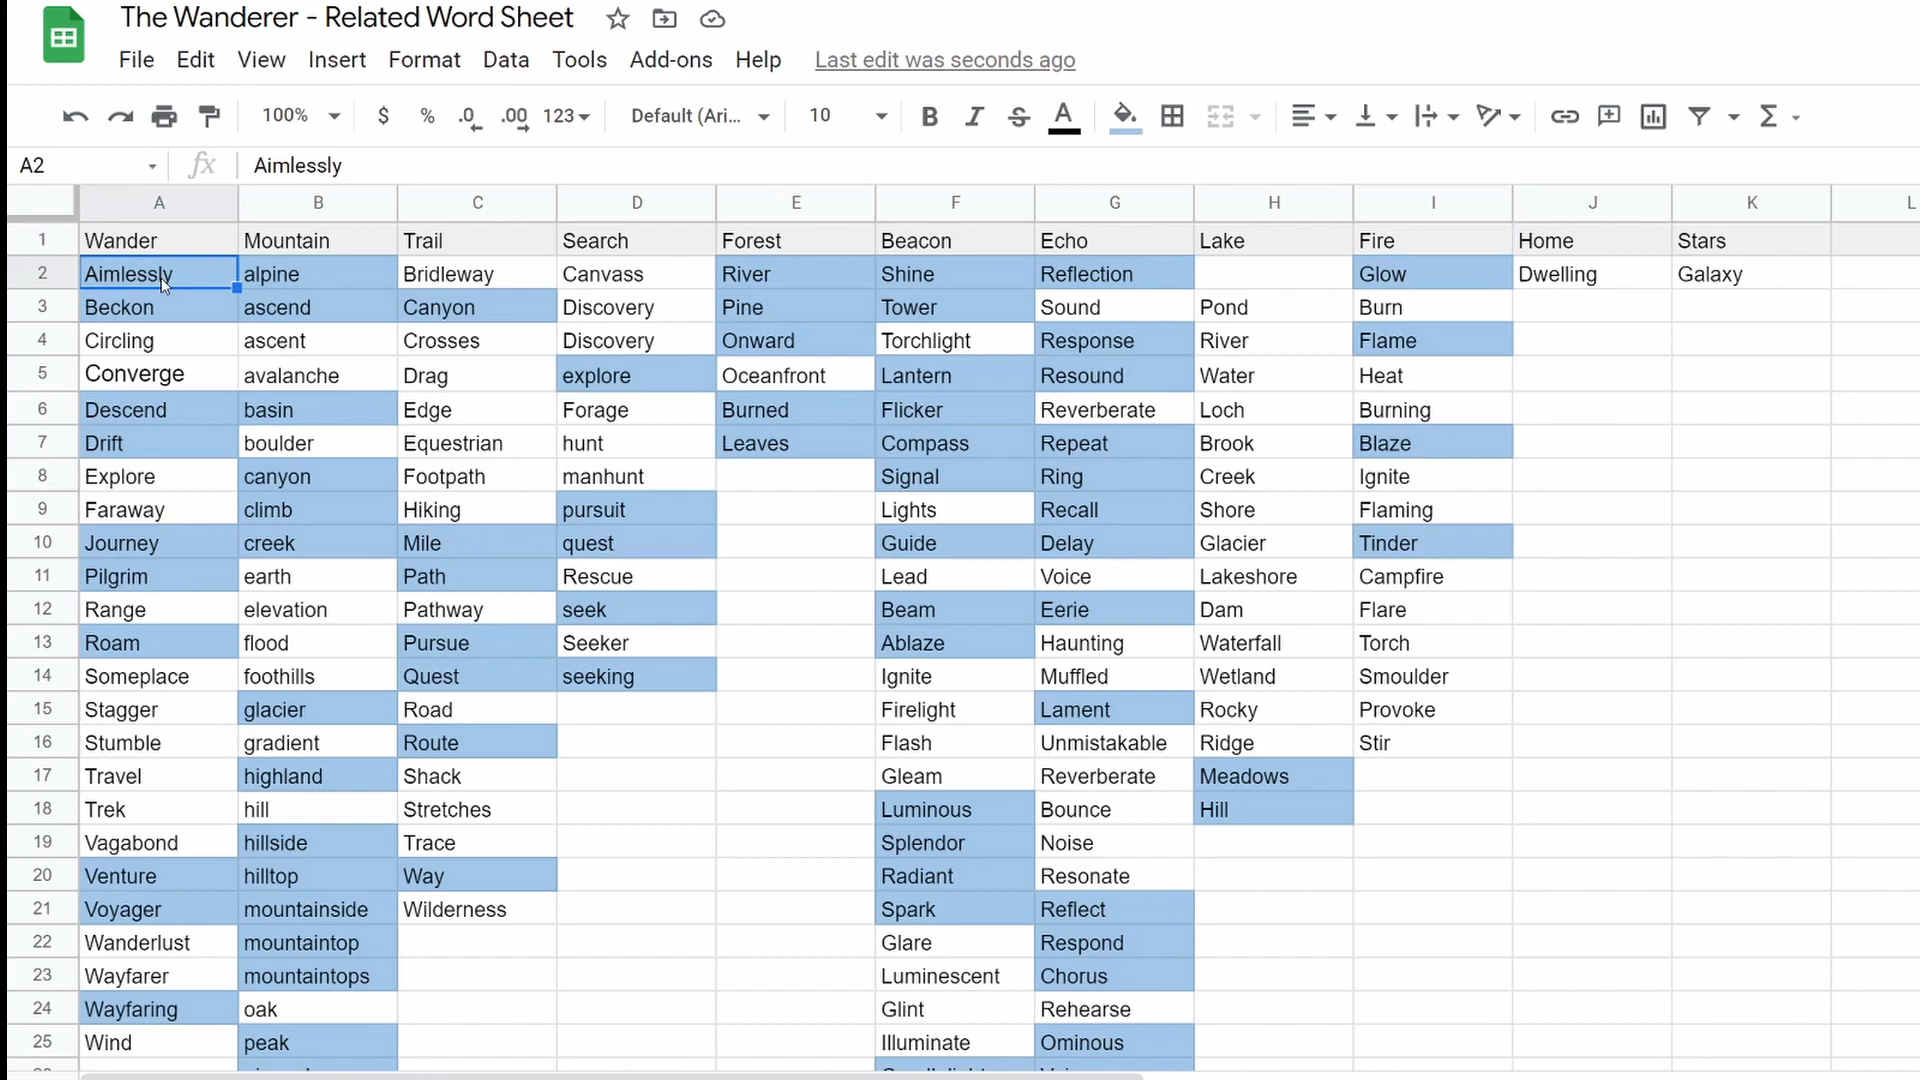 The Wanderer - Related Word Sheet
File Edit View Insert Format Data Tools Add-ons Help Last edit was seconds ago
100% $ % .0 .00 123 Default (Ari... 10 B I S A
A2 fx Aimlessly
A B C D E F G H I J K L
1 Wander Mountain Trail Search Forest Beacon Echo Lake Fire Home Stars
2 Aimlessly alpine Bridleway Canvass River Shine Reflection Glow Dwelling Galaxy
3 Beckon ascend Canyon Discovery Pine Tower Sound Pond Burn
4 Circling ascent Crosses Discovery Onward Torchlight Response River Flame
5 Converge avalanche Drag explore Oceanfront Lantern Resound Water Heat
6 Descend basin Edge Forage Burned Flicker Reverberate Loch Burning
7 Drift boulder Equestrian hunt Leaves Compass Repeat Brook Blaze
8 Explore canyon Footpath manhunt Signal Ring Creek Ignite
9 Faraway climb Hiking pursuit Lights Recall Shore Flaming
10 Journey creek Mile quest Guide Delay Glacier Tinder
11 Pilgrim earth Path Rescue Lead Voice Lakeshore Campfire
12 Range elevation Pathway seek Beam Eerie Dam Flare
13 Roam flood Pursue Seeker Ablaze Haunting Waterfall Torch
14 Someplace foothills Quest seeking Ignite Muffled Wetland Smoulder
15 Stagger glacier Road Firelight Lament Rocky Provoke
16 Stumble gradient Route Flash Unmistakable Ridge Stir
17 Travel highland Shack Gleam Reverberate Meadows
18 Trek hill Stretches Luminous Bounce Hill
19 Vagabond hillside Trace Splendor Noise
20 Venture hilltop Way Radiant Resonate
21 Voyager mountainside Wilderness Spark Reflect
22 Wanderlust mountaintop Glare Respond
23 Wayfarer mountaintops Luminescent Chorus
24 Wayfaring oak Glint Rehearse
25 Wind peak Illuminate Ominous